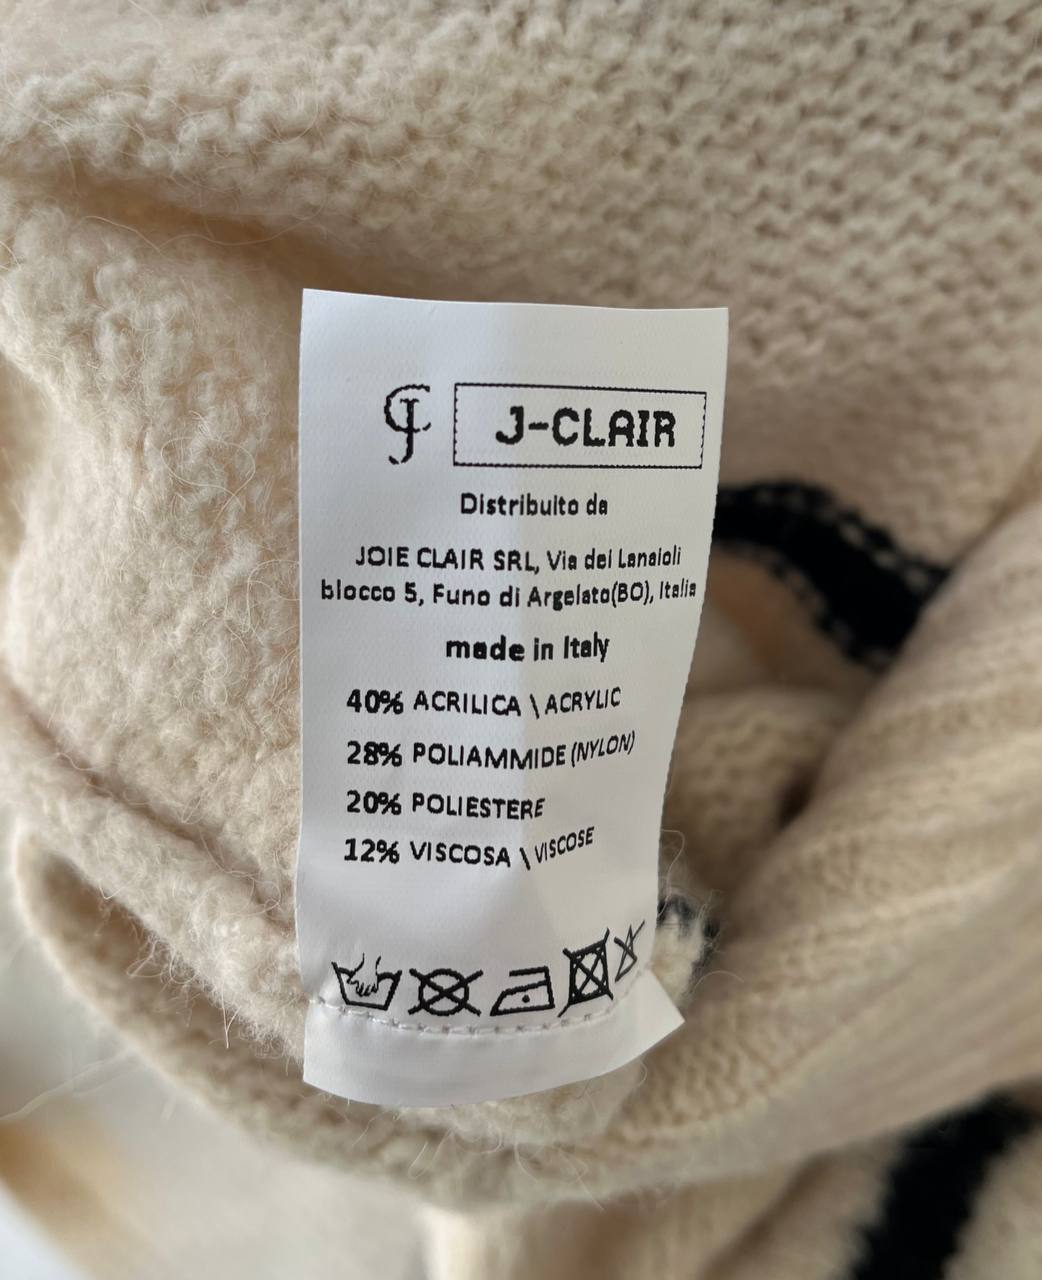 CJ
J-CLAIR
Distribuito da
JOIE CLAIR SRL, Via dei Lanaioli
blocco 5, Funo di Argelato(BO), Italia
made in Italy
40% ACRILICA \ ACRYLIC
28% POLIAMMIDE (NYLON)
20% POLIESTERE
12% VISCOSA \ VISCOSE